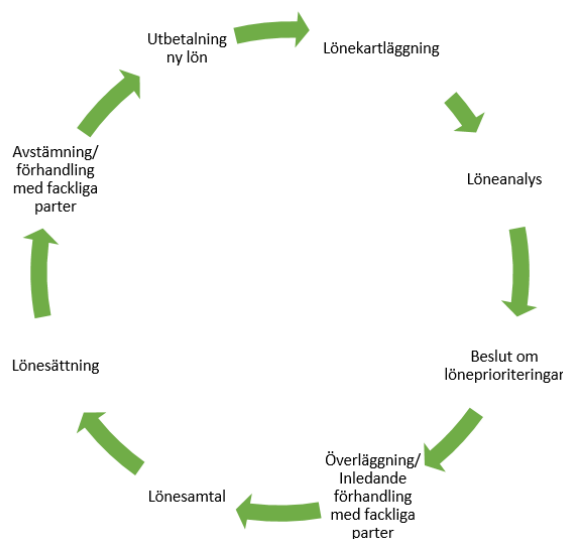 Utbetalning
ny lön
Lönekartläggning
Löneanalys
Beslut om
löneprioriteringar
Överläggning/
Inledande
förhandling
med fackliga
parter
Lönesamtal
Lönesättning
Avstämning/
förhandling
med fackliga
parter